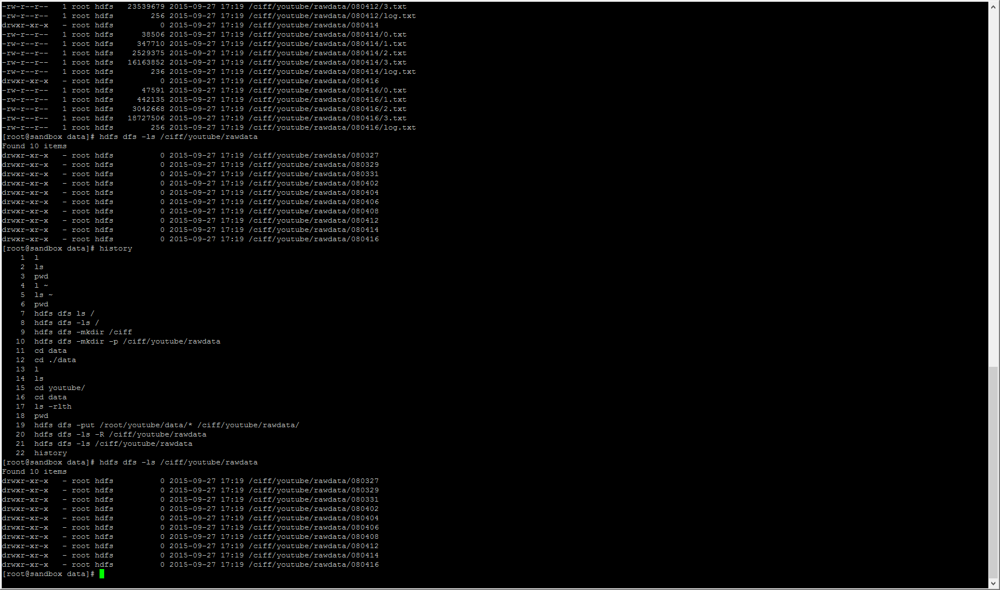 -rw-r--r--   1 root hdfs   23539679 2015-09-27 17:19 /ciff/youtube/rawdata/080412/3.txt
-rw-r--r--   1 root hdfs        256 2015-09-27 17:19 /ciff/youtube/rawdata/080412/log.txt
drwxr-xr-x   - root hdfs          0 2015-09-27 17:19 /ciff/youtube/rawdata/080414
-rw-r--r--   1 root hdfs      38506 2015-09-27 17:19 /ciff/youtube/rawdata/080414/0.txt
-rw-r--r--   1 root hdfs     347710 2015-09-27 17:19 /ciff/youtube/rawdata/080414/1.txt
-rw-r--r--   1 root hdfs    2529375 2015-09-27 17:19 /ciff/youtube/rawdata/080414/2.txt
-rw-r--r--   1 root hdfs   16163852 2015-09-27 17:19 /ciff/youtube/rawdata/080414/3.txt
-rw-r--r--   1 root hdfs        236 2015-09-27 17:19 /ciff/youtube/rawdata/080414/log.txt
drwxr-xr-x   - root hdfs          0 2015-09-27 17:19 /ciff/youtube/rawdata/080416
-rw-r--r--   1 root hdfs      47591 2015-09-27 17:19 /ciff/youtube/rawdata/080416/0.txt
-rw-r--r--   1 root hdfs     442135 2015-09-27 17:19 /ciff/youtube/rawdata/080416/1.txt
-rw-r--r--   1 root hdfs    3042668 2015-09-27 17:19 /ciff/youtube/rawdata/080416/2.txt
-rw-r--r--   1 root hdfs   18727506 2015-09-27 17:19 /ciff/youtube/rawdata/080416/3.txt
-rw-r--r--   1 root hdfs        256 2015-09-27 17:19 /ciff/youtube/rawdata/080416/log.txt
[root@sandbox data]# hdfs dfs -ls /ciff/youtube/rawdata
Found 10 items
drwxr-xr-x   - root hdfs          0 2015-09-27 17:19 /ciff/youtube/rawdata/080327
drwxr-xr-x   - root hdfs          0 2015-09-27 17:19 /ciff/youtube/rawdata/080329
drwxr-xr-x   - root hdfs          0 2015-09-27 17:19 /ciff/youtube/rawdata/080331
drwxr-xr-x   - root hdfs          0 2015-09-27 17:19 /ciff/youtube/rawdata/080402
drwxr-xr-x   - root hdfs          0 2015-09-27 17:19 /ciff/youtube/rawdata/080404
drwxr-xr-x   - root hdfs          0 2015-09-27 17:19 /ciff/youtube/rawdata/080406
drwxr-xr-x   - root hdfs          0 2015-09-27 17:19 /ciff/youtube/rawdata/080408
drwxr-xr-x   - root hdfs          0 2015-09-27 17:19 /ciff/youtube/rawdata/080412
drwxr-xr-x   - root hdfs          0 2015-09-27 17:19 /ciff/youtube/rawdata/080414
drwxr-xr-x   - root hdfs          0 2015-09-27 17:19 /ciff/youtube/rawdata/080416
[root@sandbox data]# history
    1  l
    2  ls
    3  pwd
    4  l ~
    5  ls ~
    6  pwd
    7  hdfs dfs ls /
    8  hdfs dfs -ls /
    9  hdfs dfs -mkdir /ciff
   10  hdfs dfs -mkdir -p /ciff/youtube/rawdata
   11  cd data
   12  cd ./data
   13  l
   14  ls
   15  cd youtube/
   16  cd data
   17  ls -rlth
   18  pwd
   19  hdfs dfs -put /root/youtube/data/* /ciff/youtube/rawdata/
   20  hdfs dfs -ls -R /ciff/youtube/rawdata
   21  hdfs dfs -ls /ciff/youtube/rawdata
   22  history
[root@sandbox data]# hdfs dfs -ls /ciff/youtube/rawdata
Found 10 items
drwxr-xr-x   - root hdfs          0 2015-09-27 17:19 /ciff/youtube/rawdata/080327
drwxr-xr-x   - root hdfs          0 2015-09-27 17:19 /ciff/youtube/rawdata/080329
drwxr-xr-x   - root hdfs          0 2015-09-27 17:19 /ciff/youtube/rawdata/080331
drwxr-xr-x   - root hdfs          0 2015-09-27 17:19 /ciff/youtube/rawdata/080402
drwxr-xr-x   - root hdfs          0 2015-09-27 17:19 /ciff/youtube/rawdata/080404
drwxr-xr-x   - root hdfs          0 2015-09-27 17:19 /ciff/youtube/rawdata/080406
drwxr-xr-x   - root hdfs          0 2015-09-27 17:19 /ciff/youtube/rawdata/080408
drwxr-xr-x   - root hdfs          0 2015-09-27 17:19 /ciff/youtube/rawdata/080412
drwxr-xr-x   - root hdfs          0 2015-09-27 17:19 /ciff/youtube/rawdata/080414
drwxr-xr-x   - root hdfs          0 2015-09-27 17:19 /ciff/youtube/rawdata/080416
[root@sandbox data]#